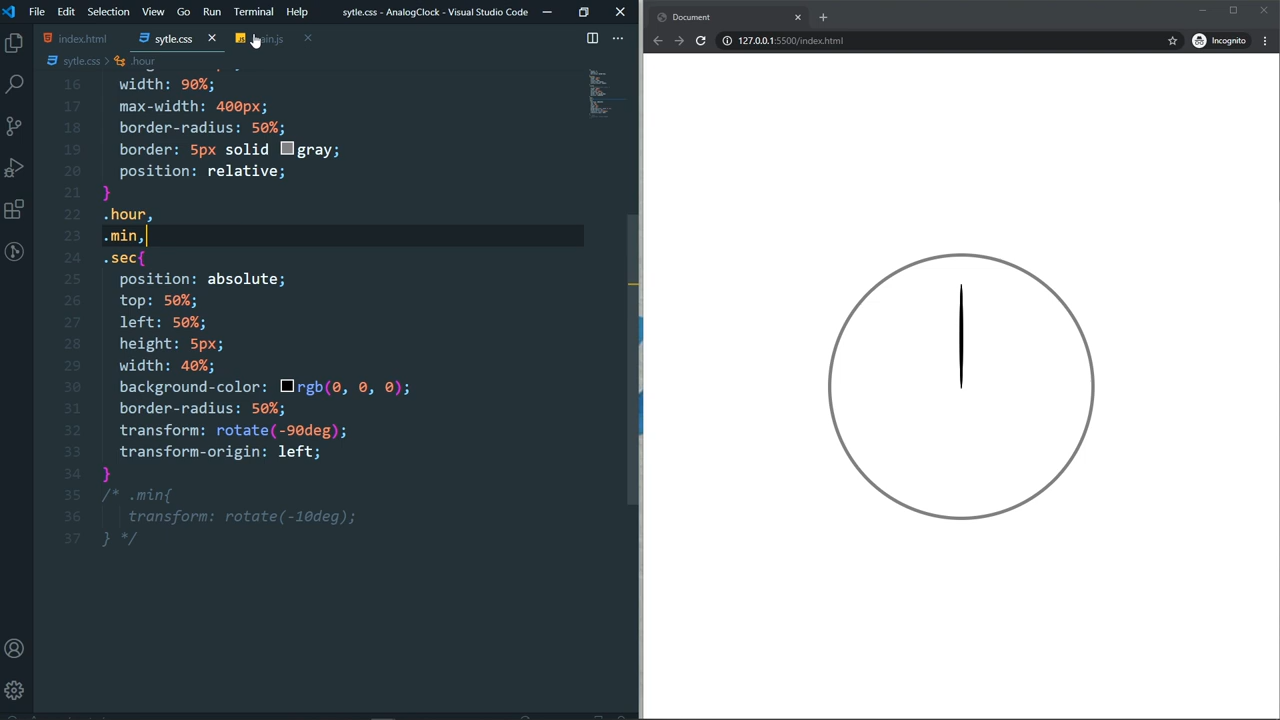 File Edit Selection View Go Run Terminal Help sytle.css - AnalogClock - Visual Studio Code
index.html sytle.css
sytle.css > .hour
16 width: 90%;
17 max-width: 400px;
18 border-radius: 50%;
19 border: 5px solid gray;
20 position: relative;
21 }
22 .hour,
23 .min,
24 .sec{
25 position: absolute;
26 top: 50%;
27 left: 50%;
28 height: 5px;
29 width: 40%;
30 background-color: rgb(0, 0, 0);
31 border-radius: 50%;
32 transform: rotate(-90deg);
33 transform-origin: left;
34 }
35 /* .min{
36 transform: rotate(-10deg);
37 } */
Document
127.0.0.1:5500/index.html
Incognito